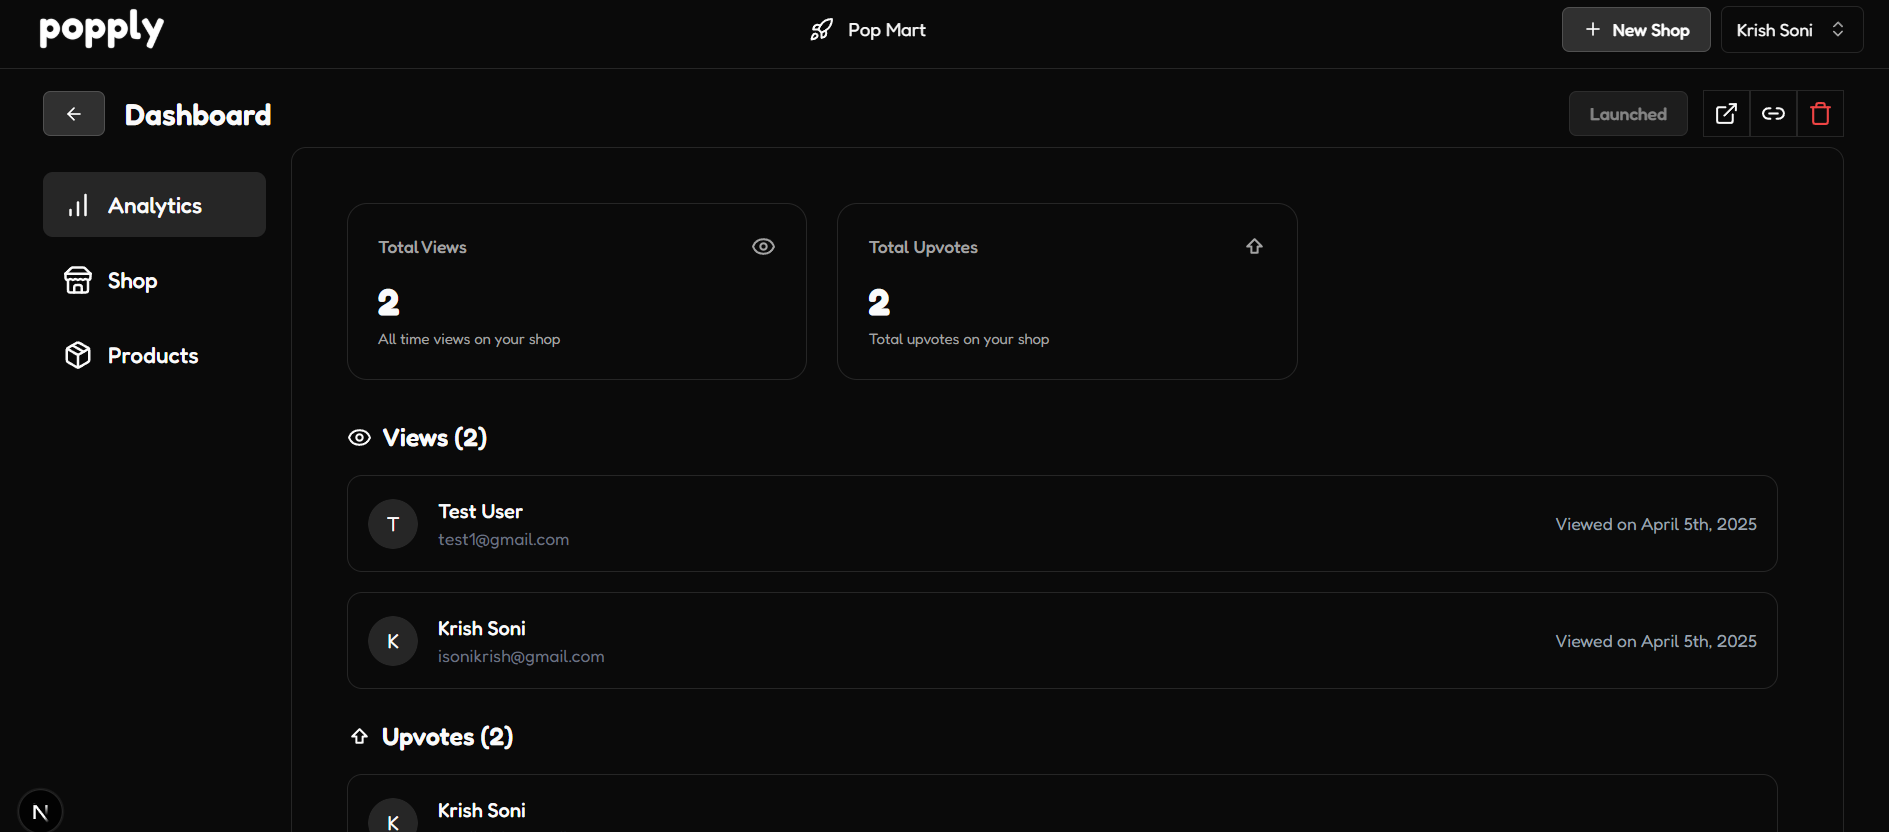 popply
Pop Mart
New Shop
Krish Soni
Dashboard
Launched
Analytics
Shop
Products
Total Views
2
All time views on your shop
Total Upvotes
2
Total upvotes on your shop
Views (2)
T
Test User
test1@gmail.com
Viewed on April 5th, 2025
K
Krish Soni
isonikrish@gmail.com
Viewed on April 5th, 2025
Upvotes (2)
K
Krish Soni
N